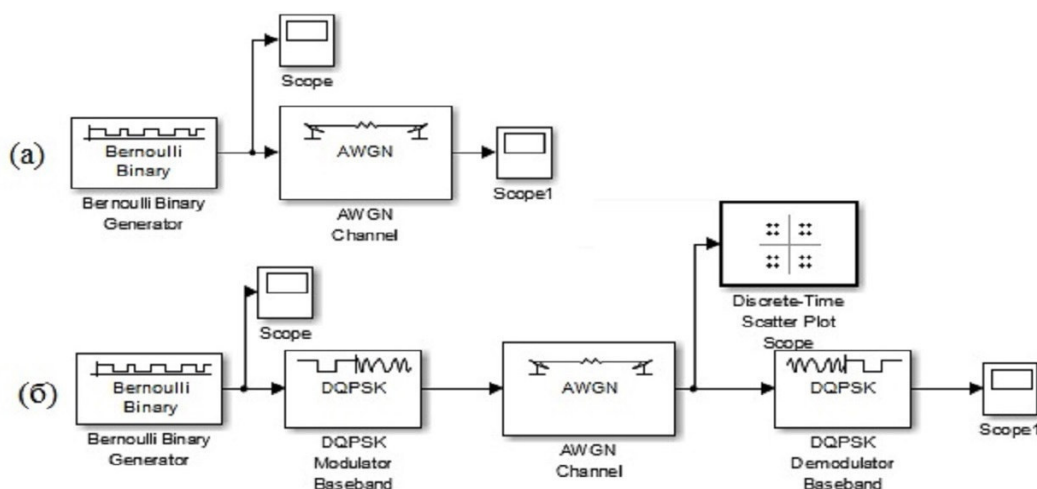 Scope
(а)
Bernoulli
Binary
AWGN
Scope1
Bernoulli Binary
Generator
AWGN
Channel
Discrete-Time
Scatter Plot
Scope
Scope
(б)
Bernoulli
Binary
DQPSK
AWGN
DQPSK
Scope1
Bernoulli Binary
Generator
DQPSK
Modulator
Baseband
AWGN
Channel
DQPSK
Demodulator
Baseband